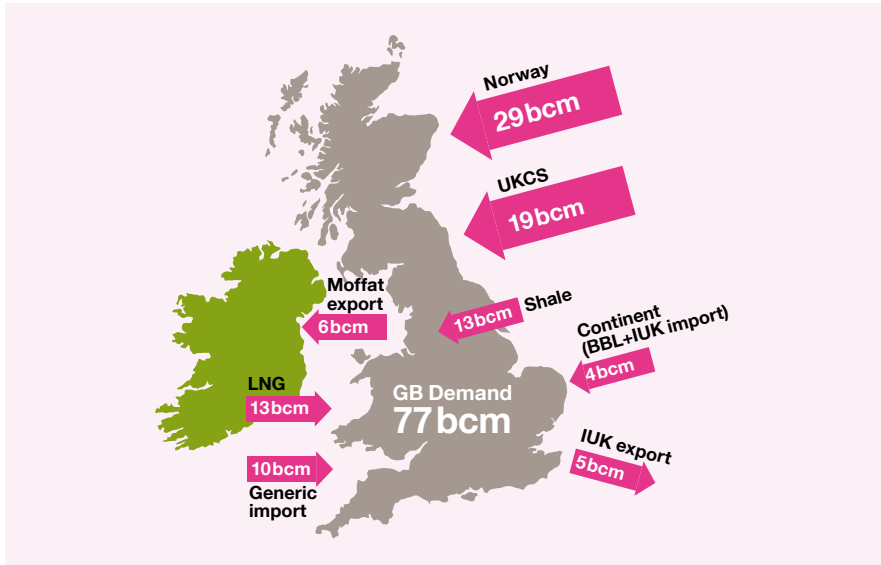 Norway
29bcm
UKCS
19bcm
Moffat
export
6bcm
13bcm
Shale
Continent
(BBL+IUK import)
4bcm
LNG
13bcm
GB Demand
77bcm
IUK export
5bcm
10bcm
Generic
import